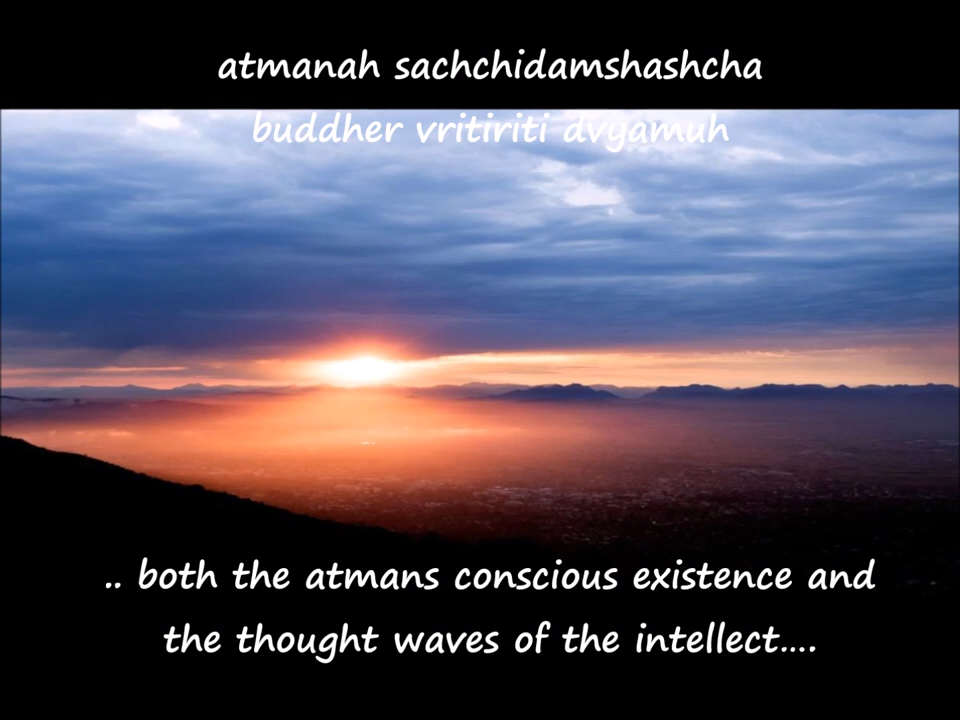 atmanah sachchidamshashcha
buddher vritiriti dvyamuh
.. both the atmans conscious existence and
the thought waves of the intellect....